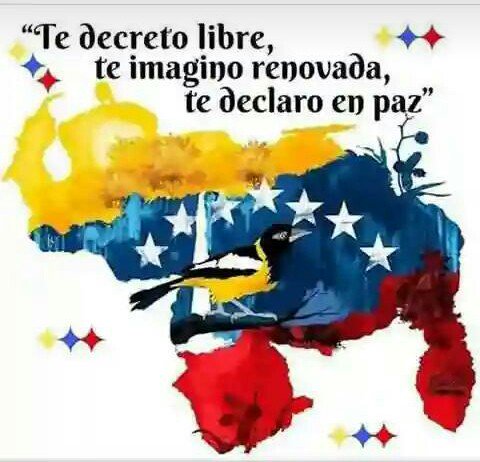 “Te decreto libre,
te imagino renovada,
te declaro en paz”